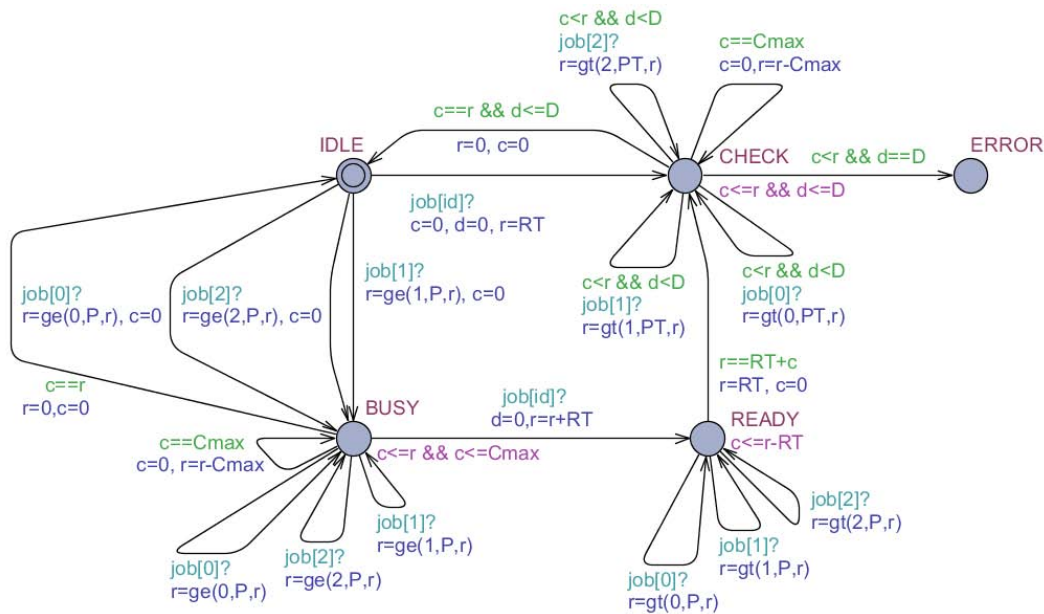 c<r && d<D
job[2]?
r=gt(2,PT,r)
c==Cmax
c=0,r=r-Cmax
c==r && d<=D
r=0, c=0
IDLE
CHECK
c<=r && d<=D
c<r && d==D
ERROR
job[id]?
c=0, d=0, r=RT
job[0]?
r=ge(0,P,r), c=0
job[2]?
r=ge(2,P,r), c=0
job[1]?
r=ge(1,P,r), c=0
c<r && d<D
job[1]?
r=gt(1,PT,r)
c<r && d<D
job[0]?
r=gt(0,PT,r)
c==r
r=0,c=0
r==RT+c
r=RT, c=0
BUSY
c<=r && c<=Cmax
job[id]?
d=0,r=r+RT
READY
c<=r-RT
c==Cmax
c=0, r=r-Cmax
job[0]?
r=ge(0,P,r)
job[2]?
r=ge(2,P,r)
job[1]?
r=ge(1,P,r)
job[0]?
r=gt(0,P,r)
job[1]?
r=gt(1,P,r)
job[2]?
r=gt(2,P,r)